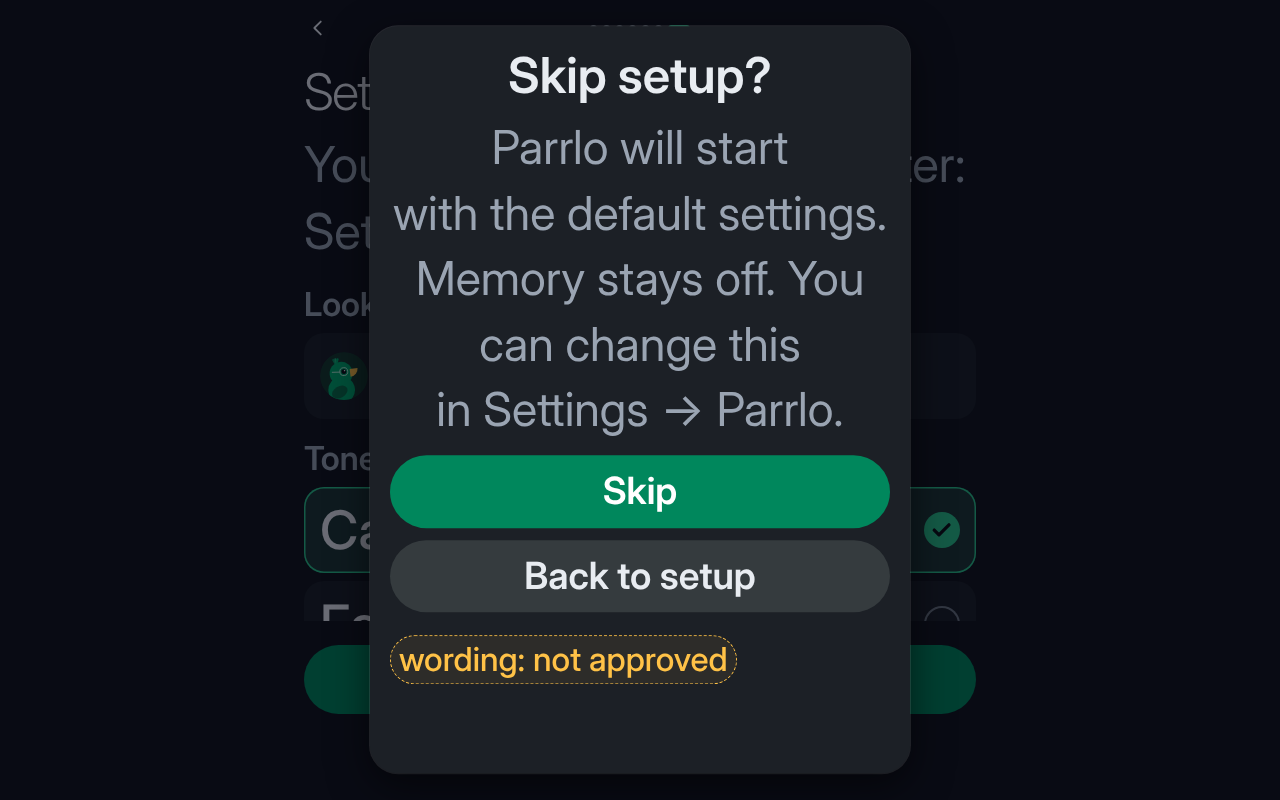 Skip setup?
Parrlo will start
with the default settings.
Memory stays off. You
can change this
in Settings → Parrlo.
Skip
Back to setup
wording: not approved